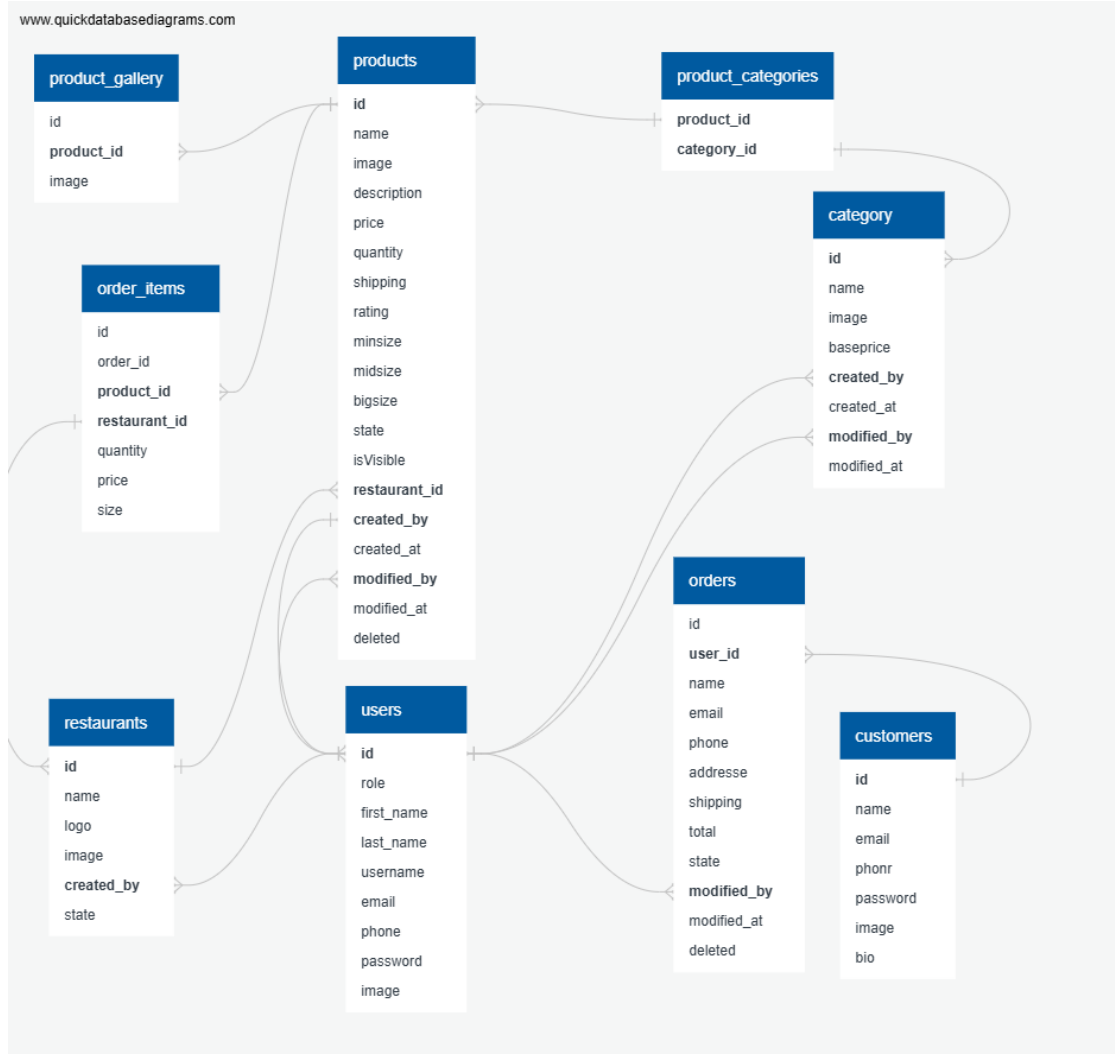 www.quickdatabasediagrams.com
product_gallery
id
product_id
image
products
id
name
image
description
price
quantity
shipping
rating
minsize
midsize
bigsize
state
isVisible
restaurant_id
created_by
created_at
modified_by
modified_at
deleted
product_categories
product_id
category_id
category
id
name
image
baseprice
created_by
created_at
modified_by
modified_at
order_items
id
order_id
product_id
restaurant_id
quantity
price
size
restaurants
id
name
logo
image
created_by
state
users
id
role
first_name
last_name
username
email
phone
password
image
orders
id
user_id
name
email
phone
addresse
shipping
total
state
modified_by
modified_at
deleted
customers
id
name
email
phonr
password
image
bio